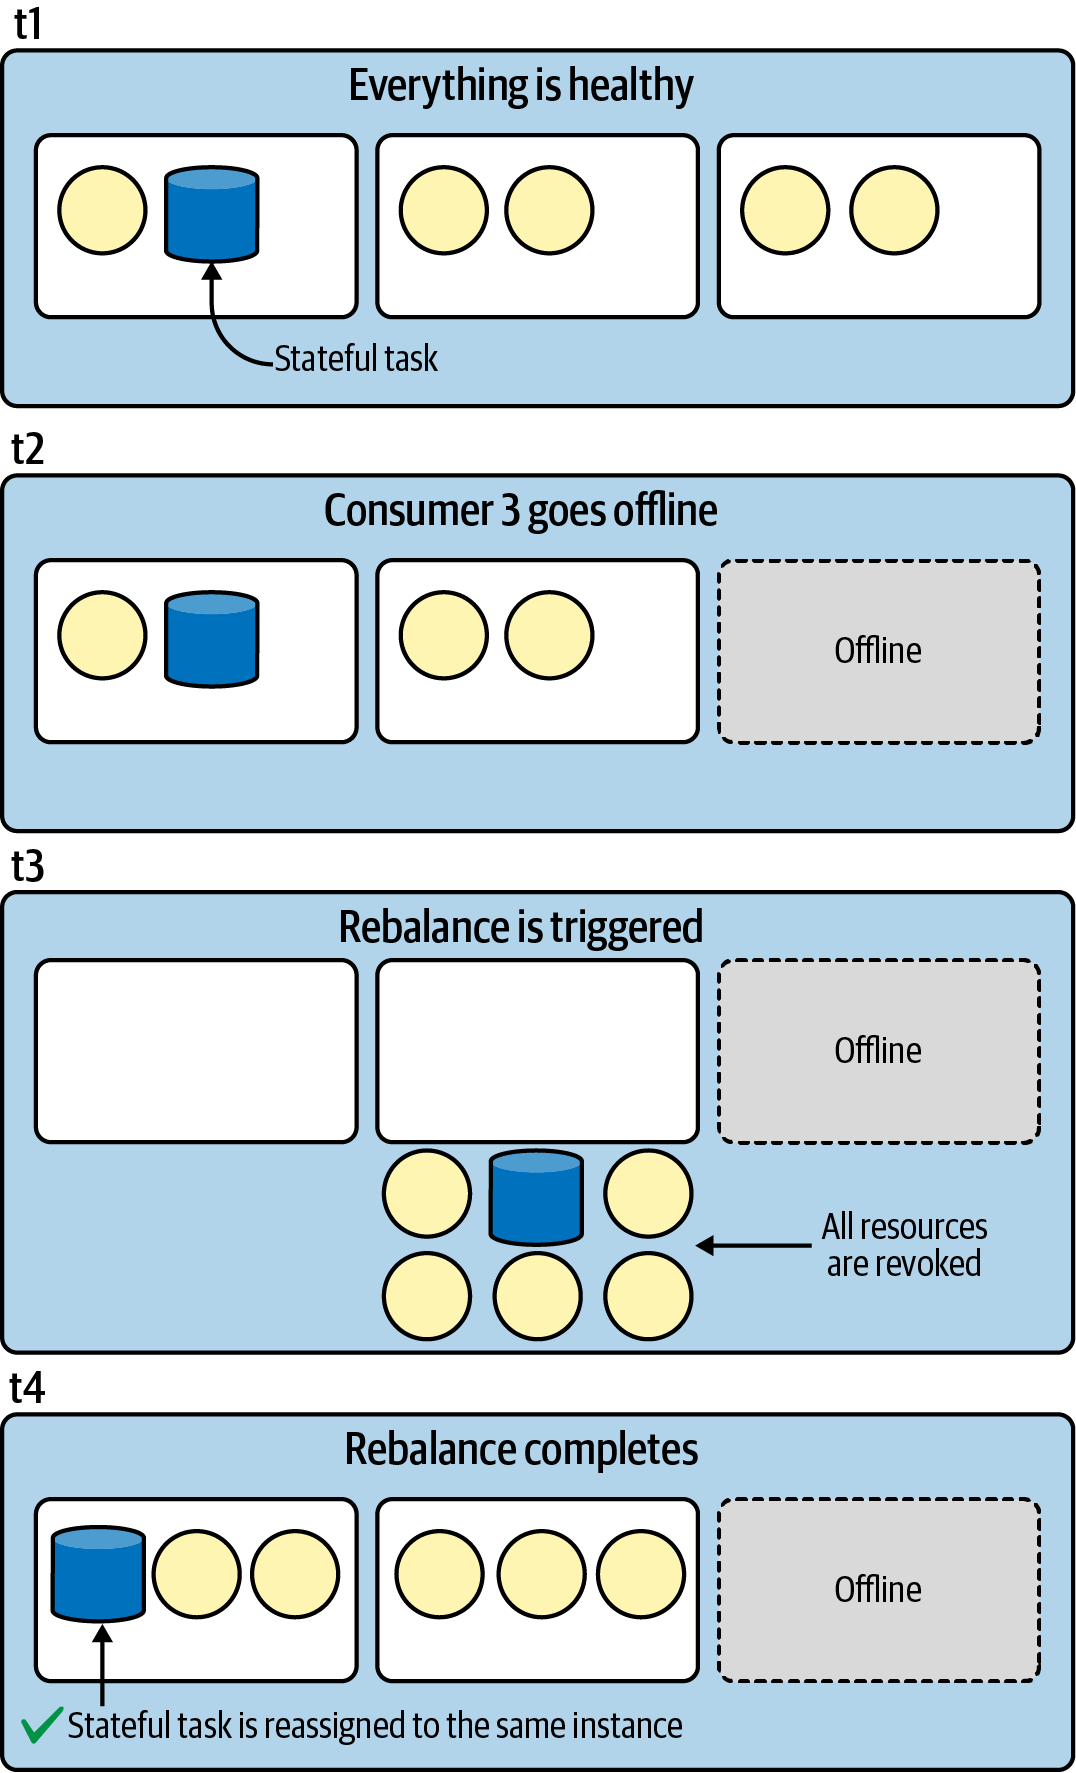 t1
Everything is healthy
Stateful task
t2
Consumer 3 goes offline
Offline
t3
Rebalance is triggered
Offline
All resources
are revoked
t4
Rebalance completes
Offline
Stateful task is reassigned to the same instance